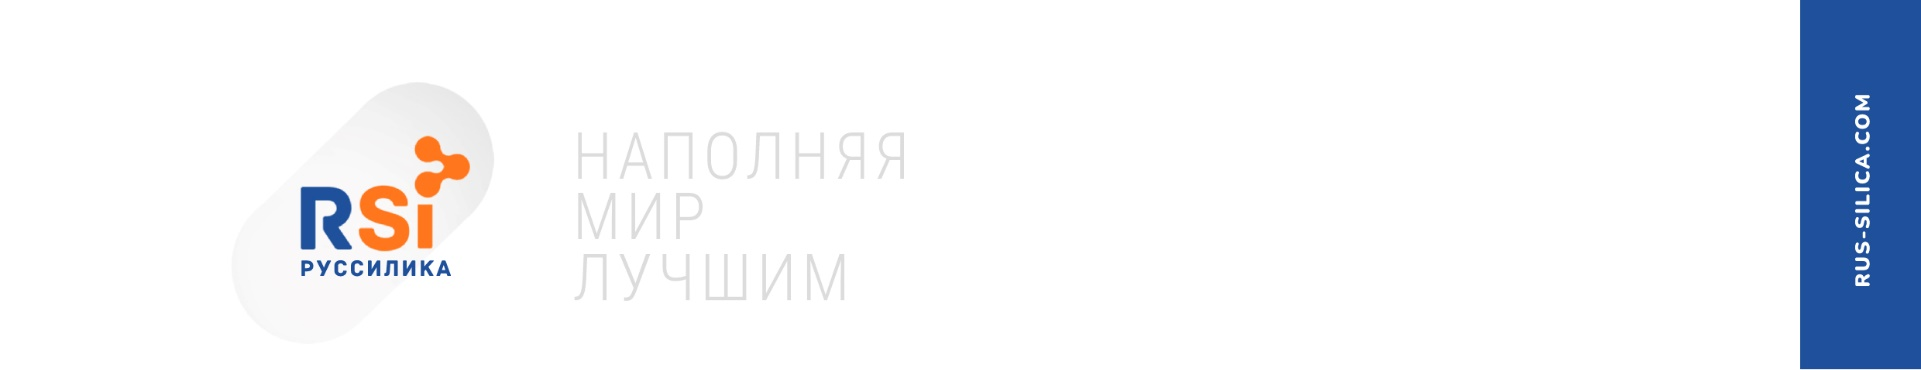 RSi
РУССИЛИКА
НАПОЛНЯЯ
МИР
ЛУЧШИМ
RUS-SILICA.COM